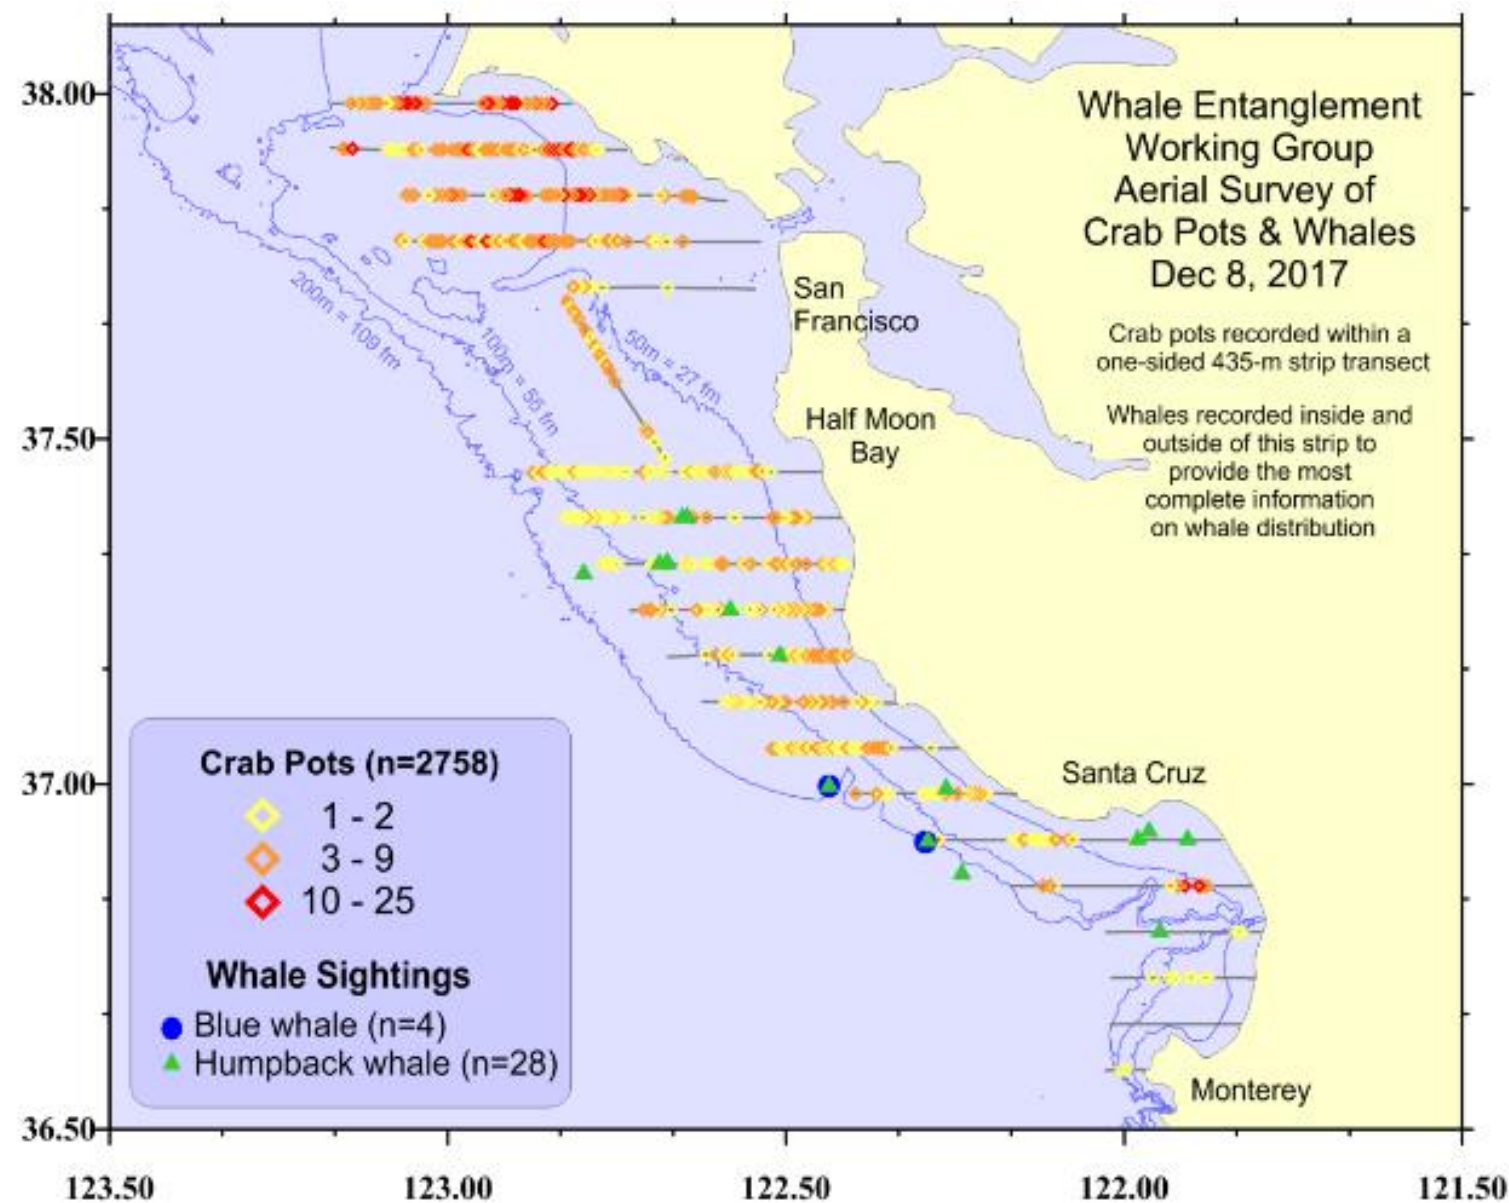 Whale Entanglement
Working Group
Aerial Survey of
Crab Pots & Whales
Dec 8, 2017
Crab pots recorded within a
one-sided 435-m strip transect
Whales recorded inside and
outside of this strip to
provide the most
complete information
on whale distribution
38.00
37.50
37.00
36.50
123.50
123.00
122.50
122.00
121.50
San
Francisco
Half Moon
Bay
Santa Cruz
Monterey
200m = 109 fm
100m = 55 fm
50m = 27 fm
Crab Pots (n=2758)
1 - 2
3 - 9
10 - 25
Whale Sightings
Blue whale (n=4)
Humpback whale (n=28)